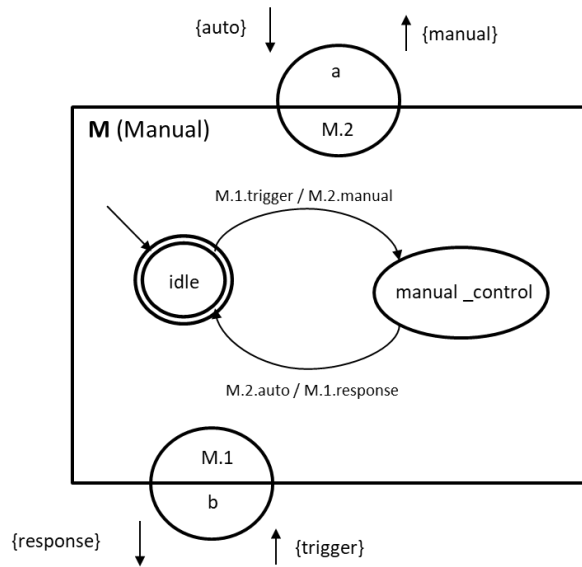 {auto}
{manual}
a
M (Manual)
M.2
M.1.trigger / M.2.manual
idle
manual _control
M.2.auto / M.1.response
M.1
b
{response}
{trigger}